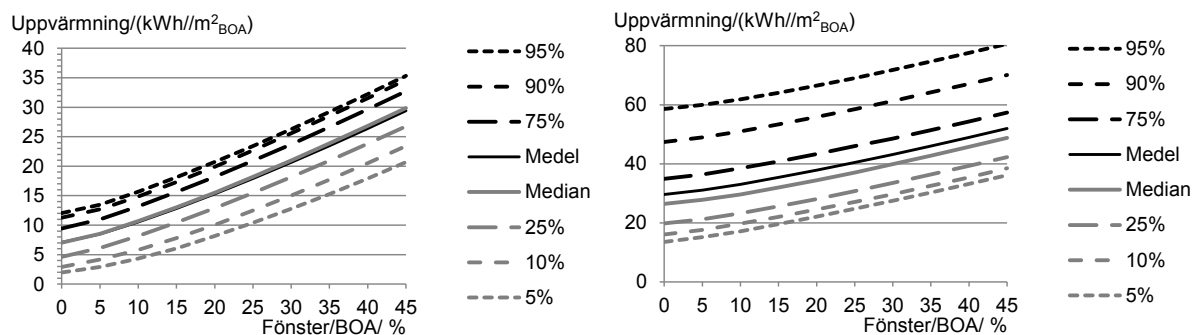 Uppvärmning/(kWh//m²BOA)
40
35
30
25
20
15
10
5
0
0 5 10 15 20 25 30 35 40 45
Fönster/BOA/ %
95%
90%
75%
Medel
Median
25%
10%
5%
Uppvärmning/(kWh//m²BOA)
80
60
40
20
0
0 5 10 15 20 25 30 35 40 45
Fönster/BOA/ %
95%
90%
75%
Medel
Median
25%
10%
5%